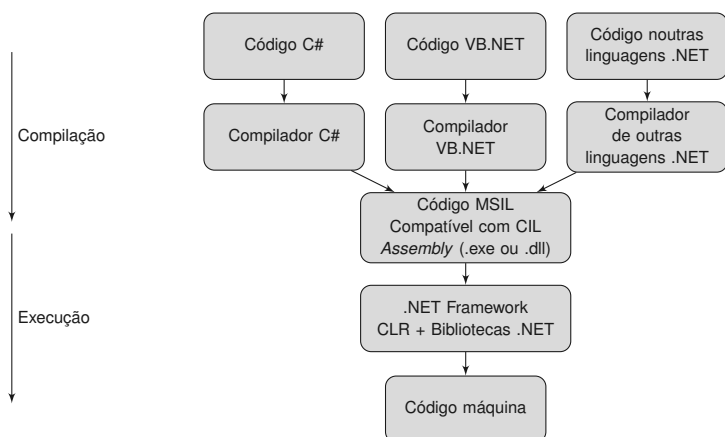 Código C#
Código VB.NET
Código noutras
linguagens .NET
Compilação
Compilador C#
Compilador
VB.NET
Compilador
de outras
linguagens .NET
Código MSIL
Compatível com CIL
Assembly (.exe ou .dll)
Execução
.NET Framework
CLR + Bibliotecas .NET
Código máquina